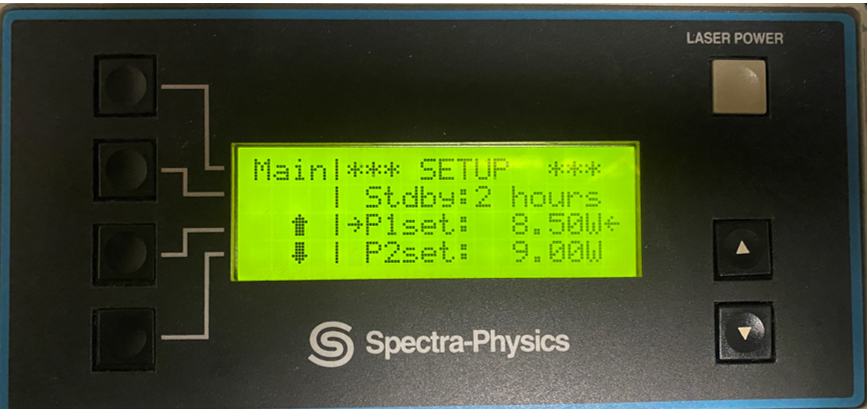 LASER POWER
Main|*** SETUP ***
| Stdby:2 hours
⬆ |→P1set: 8.50W←
⬇ | P2set: 9.00W
▲
▼
Spectra-Physics